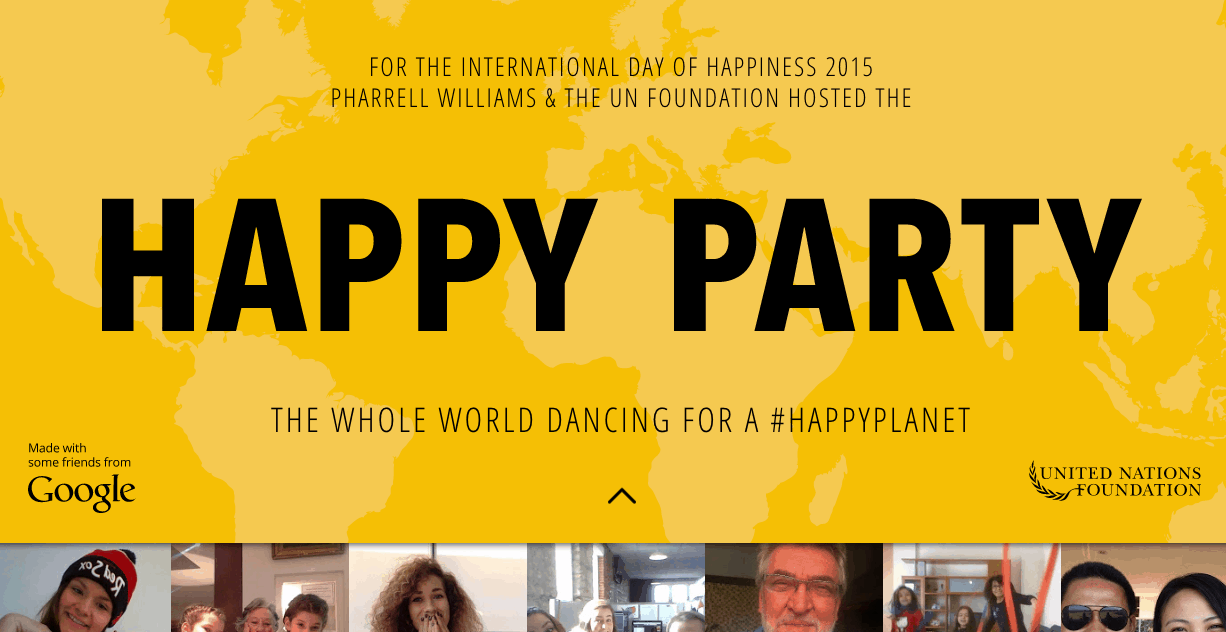 FOR THE INTERNATIONAL DAY OF HAPPINESS 2015
PHARRELL WILLIAMS & THE UN FOUNDATION HOSTED THE
HAPPY PARTY
THE WHOLE WORLD DANCING FOR A #HAPPYPLANET
Made with
some friends from
Google
UNITED NATIONS
FOUNDATION
Red Sox